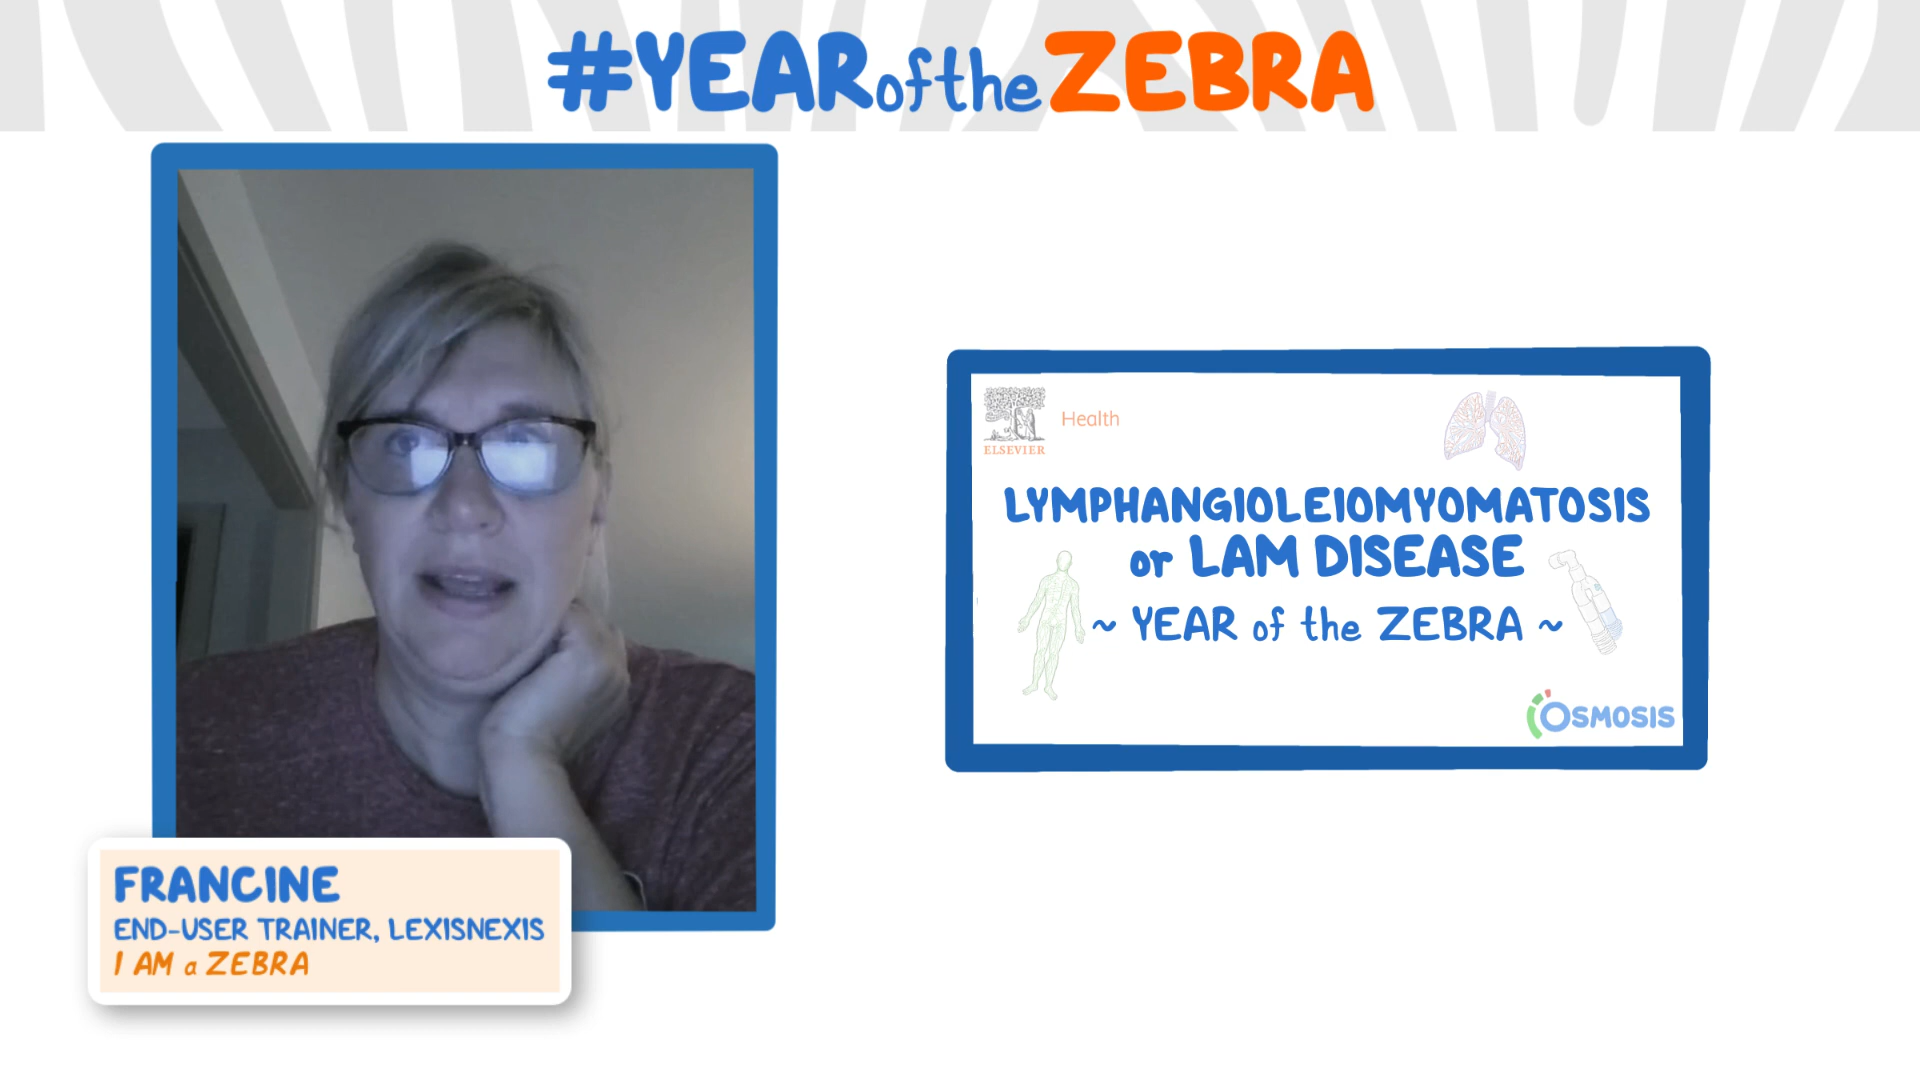 #YEARoftheZEBRA
ELSEVIER
Health
LYMPHANGIOLEIOMYOMATOSIS
or LAM DISEASE
~ YEAR of the ZEBRA ~
OSMOSIS
FRANCINE
END-USER TRAINER, LEXISNEXIS
I AM a ZEBRA